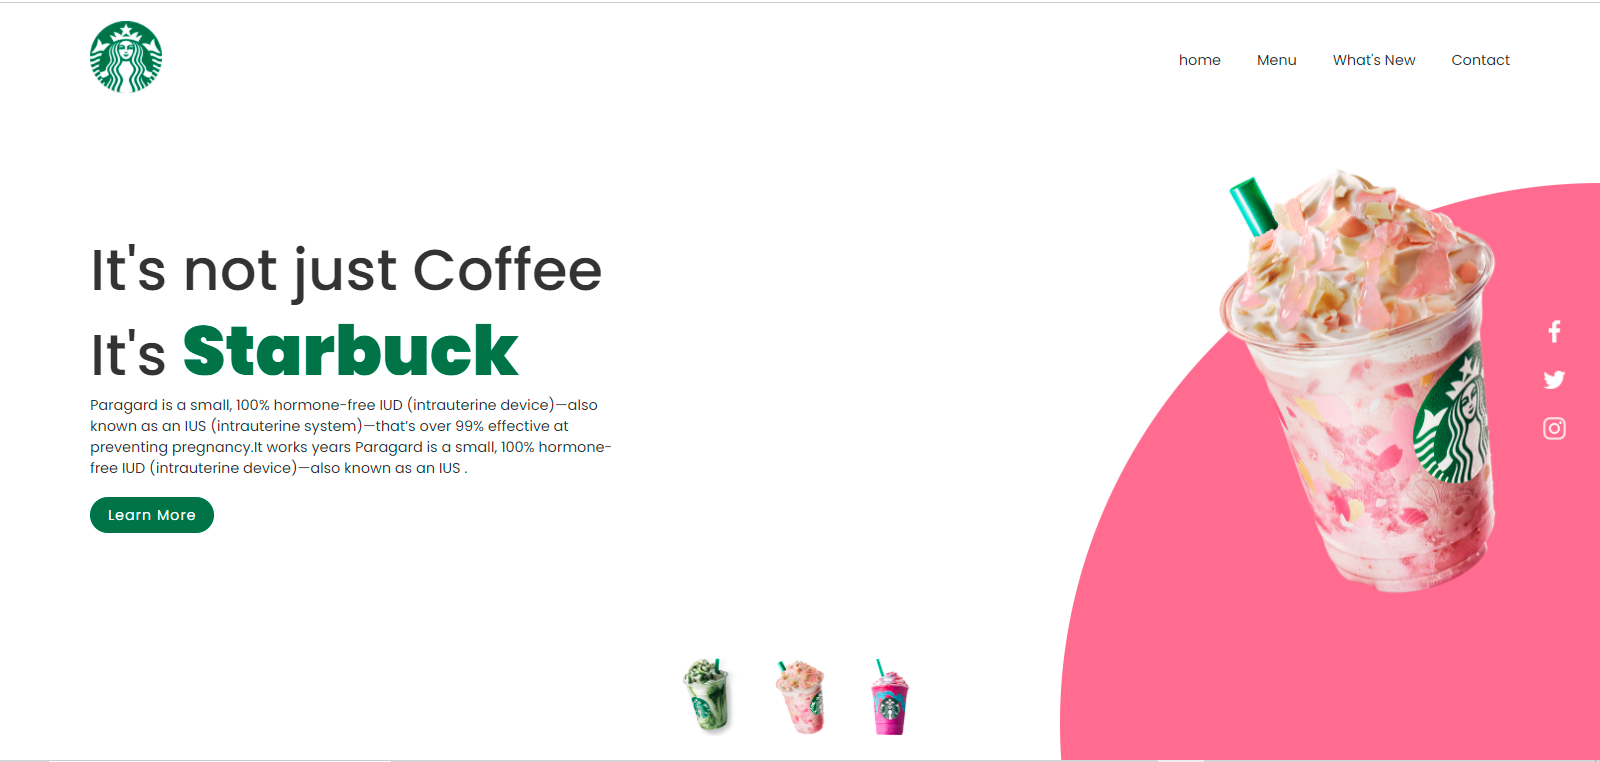 home Menu What's New Contact
It's not just Coffee
It's Starbuck
Paragard is a small, 100% hormone-free IUD (intrauterine device)—also
known as an IUS (intrauterine system)—that's over 99% effective at
preventing pregnancy.It works years Paragard is a small, 100% hormone-
free IUD (intrauterine device)—also known as an IUS .
Learn More